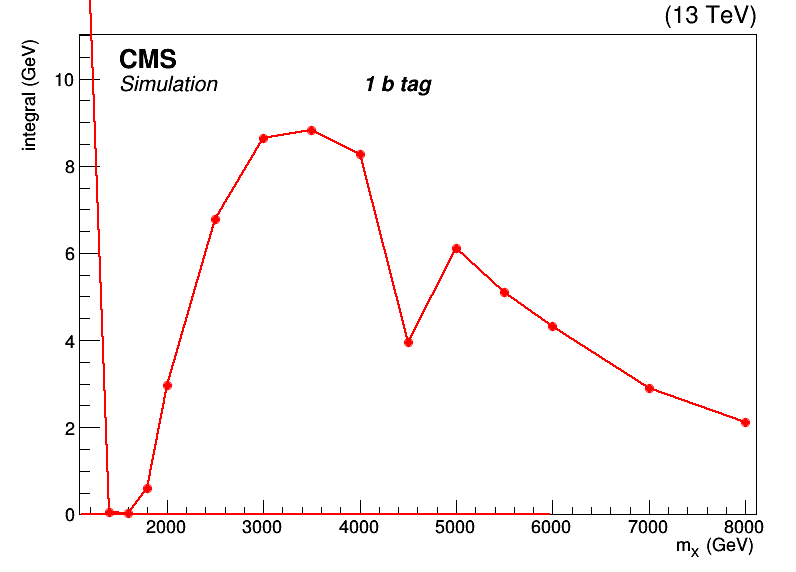 (13 TeV)
integral (GeV)
CMS
Simulation
1 b tag
10
8
6
4
2
0
2000 3000 4000 5000 6000 7000 8000
mX (GeV)